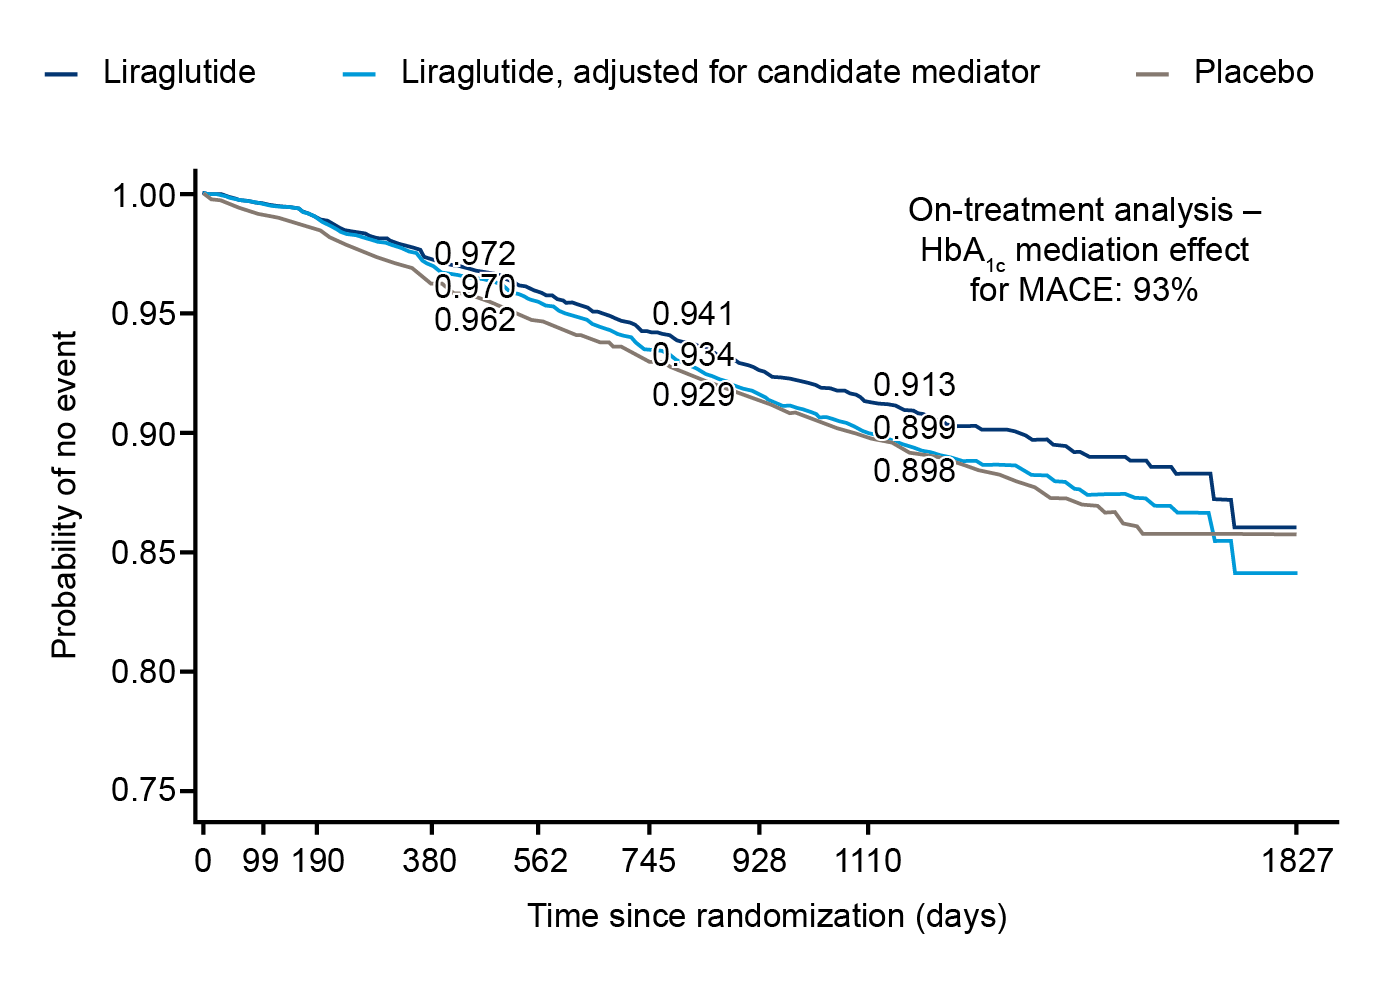 Liraglutide
Liraglutide, adjusted for candidate mediator
Placebo
On-treatment analysis –
HbA1c mediation effect
for MACE: 93%
Probability of no event
1.00
0.95
0.90
0.85
0.80
0.75
0.972
0.970
0.962
0.941
0.934
0.929
0.913
0.899
0.898
0 99 190 380 562 745 928 1110 1827
Time since randomization (days)